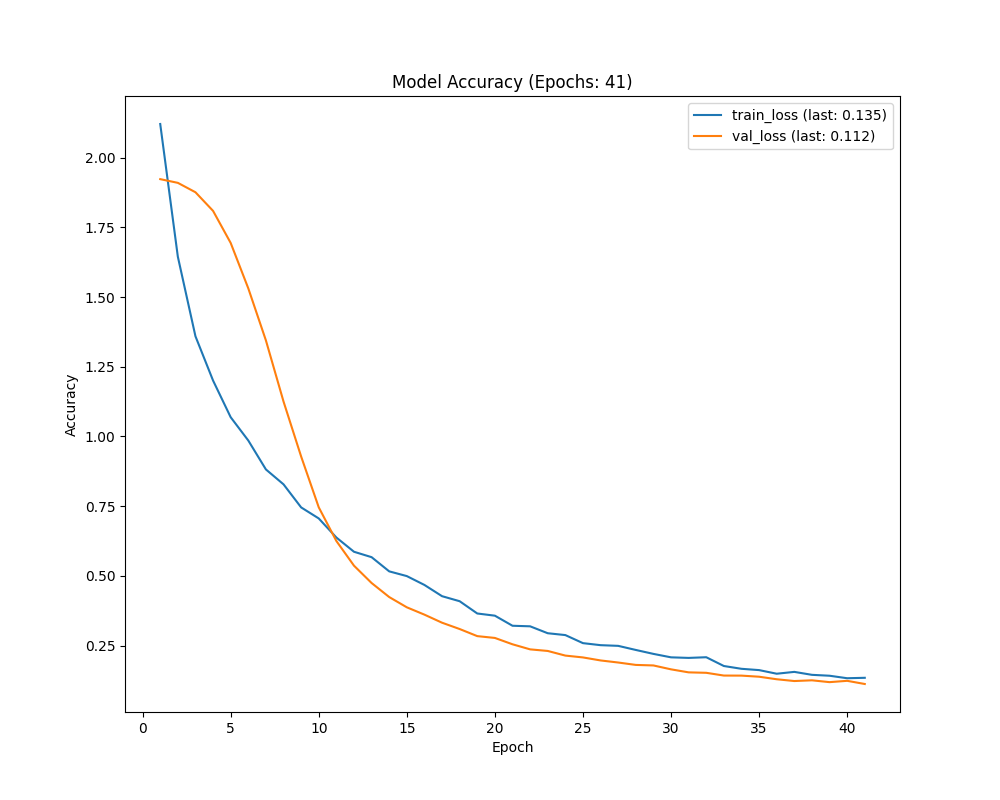 Model Accuracy (Epochs: 41)
train_loss (last: 0.135)
val_loss (last: 0.112)
2.00
1.75
1.50
1.25
1.00
0.75
0.50
0.25
Accuracy
0 5 10 15 20 25 30 35 40
Epoch